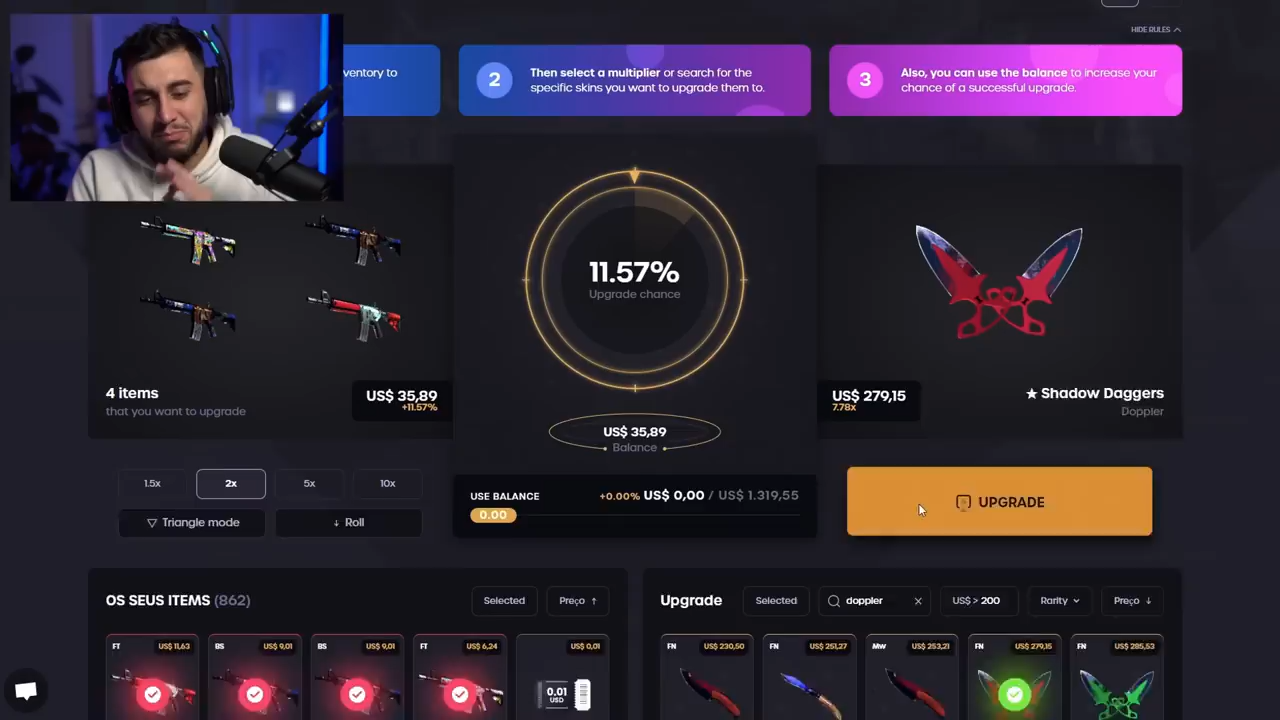 HIDE RULES
ventory to
2
Then select a multiplier or search for the
specific skins you want to upgrade them to.
3
Also, you can use the balance to increase your
chance of a successful upgrade.
11.57%
Upgrade chance
4 items
that you want to upgrade
US$ 35,89
+11.57%
US$ 279,15
7.78x
★ Shadow Daggers
Doppler
US$ 35,89
Balance
1.5x
2x
5x
10x
Triangle mode
Roll
USE BALANCE
+0.00% US$ 0,00 / US$ 1.319,55
0.00
UPGRADE
OS SEUS ITEMS (862)
Selected
Preço ↑
Upgrade
Selected
doppler
US$ > 200
Rarity
Preço ↓
FT
US$ 11,63
BS
US$ 9,01
BS
US$ 9,01
FT
US$ 6,24
US$ 0,01
0.01
USD
FN
US$ 230,50
FN
US$ 251,27
MW
US$ 253,21
FN
US$ 279,15
FN
US$ 285,53